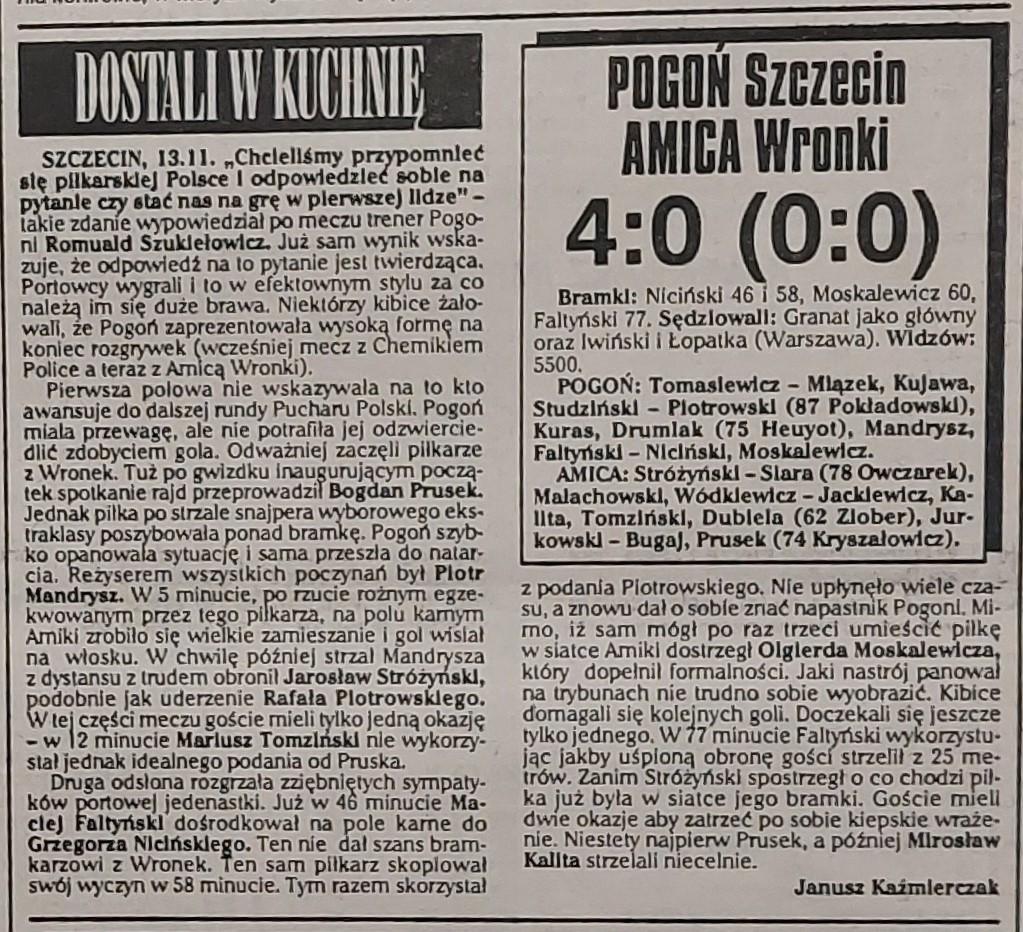 DOSTALI W KUCHNIĘ
SZCZECIN, 13.11. „Chcieliśmy przypomnieć
się piłkarskiej Polsce i odpowiedzieć sobie na
pytanie czy stać nas na grę w pierwszej lidze” –
takie zdanie wypowiedział po meczu trener Pogo-
ni Romuald Szukiełowicz. Już sam wynik wska-
zuje, że odpowiedź na to pytanie jest twierdząca.
Portowcy wygrali i to w efektownym stylu za co
należą im się duże brawa. Niektórzy kibice żało-
wali, że Pogoń zaprezentowała wysoką formę na
koniec rozgrywek (wcześniej mecz z Chemikiem
Police a teraz z Amicą Wronki).
Pierwsza połowa nie wskazywała na to kto
awansuje do dalszej rundy Pucharu Polski. Pogoń
miała przewagę, ale nie potrafiła jej odzwiercie-
dlić zdobyciem gola. Odważniej zaczęli piłkarze
z Wronek. Tuż po gwizdku inaugurującym począ-
tek spotkanie rajd przeprowadził Bogdan Prusek.
Jednak piłka po strzale snajpera wyborowego eks-
traklasy poszybowała ponad bramkę. Pogoń szyb-
ko opanowała sytuację i sama przeszła do natar-
cia. Reżyserem wszystkich poczynań był Piotr
Mandrysz. W 5 minucie, po rzucie rożnym egze-
kwowanym przez tego piłkarza, na polu karnym
Amiki zrobiło się wielkie zamieszanie i gol wisiał
na włosku. W chwilę później strzał Mandrysza
z dystansu z trudem obronił Jarosław Stróżyński,
podobnie jak uderzenie Rafała Piotrowskiego.
W tej części meczu goście mieli tylko jedną okazję
– w 12 minucie Mariusz Tomziński nie wykorzy-
stał jednak idealnego podania od Pruska.
Druga odsłona rozgrzała zziębniętych sympaty-
ków portowej jedenastki. Już w 46 minucie Ma-
ciej Faltyński dośrodkował na pole karne do
Grzegorza Nicińskiego. Ten nie dał szans bram-
karzowi z Wronek. Ten sam piłkarz skopiował
swój wyczyn w 58 minucie. Tym razem skorzystał
POGOŃ Szczecin
AMICA Wronki
4:0 (0:0)
Bramki: Niciński 46 i 58, Moskalewicz 60,
Faltyński 77. Sędziowali: Granat jako główny
oraz Iwiński i Łopatka (Warszawa). Widzów:
5500.
POGOŃ: Tomasiewicz – Miązek, Kujawa,
Studziński – Piotrowski (87 Pokładowski),
Kuras, Drumlak (75 Heuyot), Mandrysz,
Faltyński – Niciński, Moskalewicz.
AMICA: Stróżyński – Siara (78 Owczarek),
Małachowski, Wódkiewicz – Jackiewicz, Ka-
lita, Tomziński, Dubiela (62 Złober), Jur-
kowski – Bugaj, Prusek (74 Kryszałowicz).
z podania Piotrowskiego. Nie upłynęło wiele cza-
su, a znowu dał o sobie znać napastnik Pogoni. Mi-
mo, iż sam mógł po raz trzeci umieścić piłkę
w siatce Amiki dostrzegł Olgierda Moskalewicza,
który dopełnił formalności. Jaki nastrój panował
na trybunach nie trudno sobie wyobrazić. Kibice
domagali się kolejnych goli. Doczekali się jeszcze
tylko jednego. W 77 minucie Faltyński wykorzystu-
jąc jakby uśpioną obronę gości strzelił z 25 me-
trów. Zanim Stróżyński spostrzegł o co chodzi pił-
ka już była w siatce jego bramki. Goście mieli
dwie okazje aby zatrzeć po sobie kiepskie wraże-
nie. Niestety najpierw Prusek, a później Mirosław
Kalita strzelali niecelnie.
Janusz Kaźmierczak